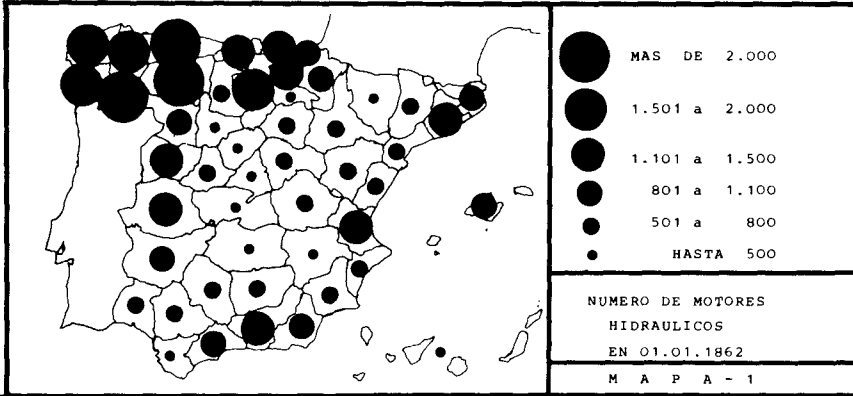 MAS DE 2.000
1.501 a 2.000
1.101 a 1.500
801 a 1.100
501 a 800
HASTA 500
NUMERO DE MOTORES
HIDRAULICOS
EN 01.01.1862
M A P A - 1